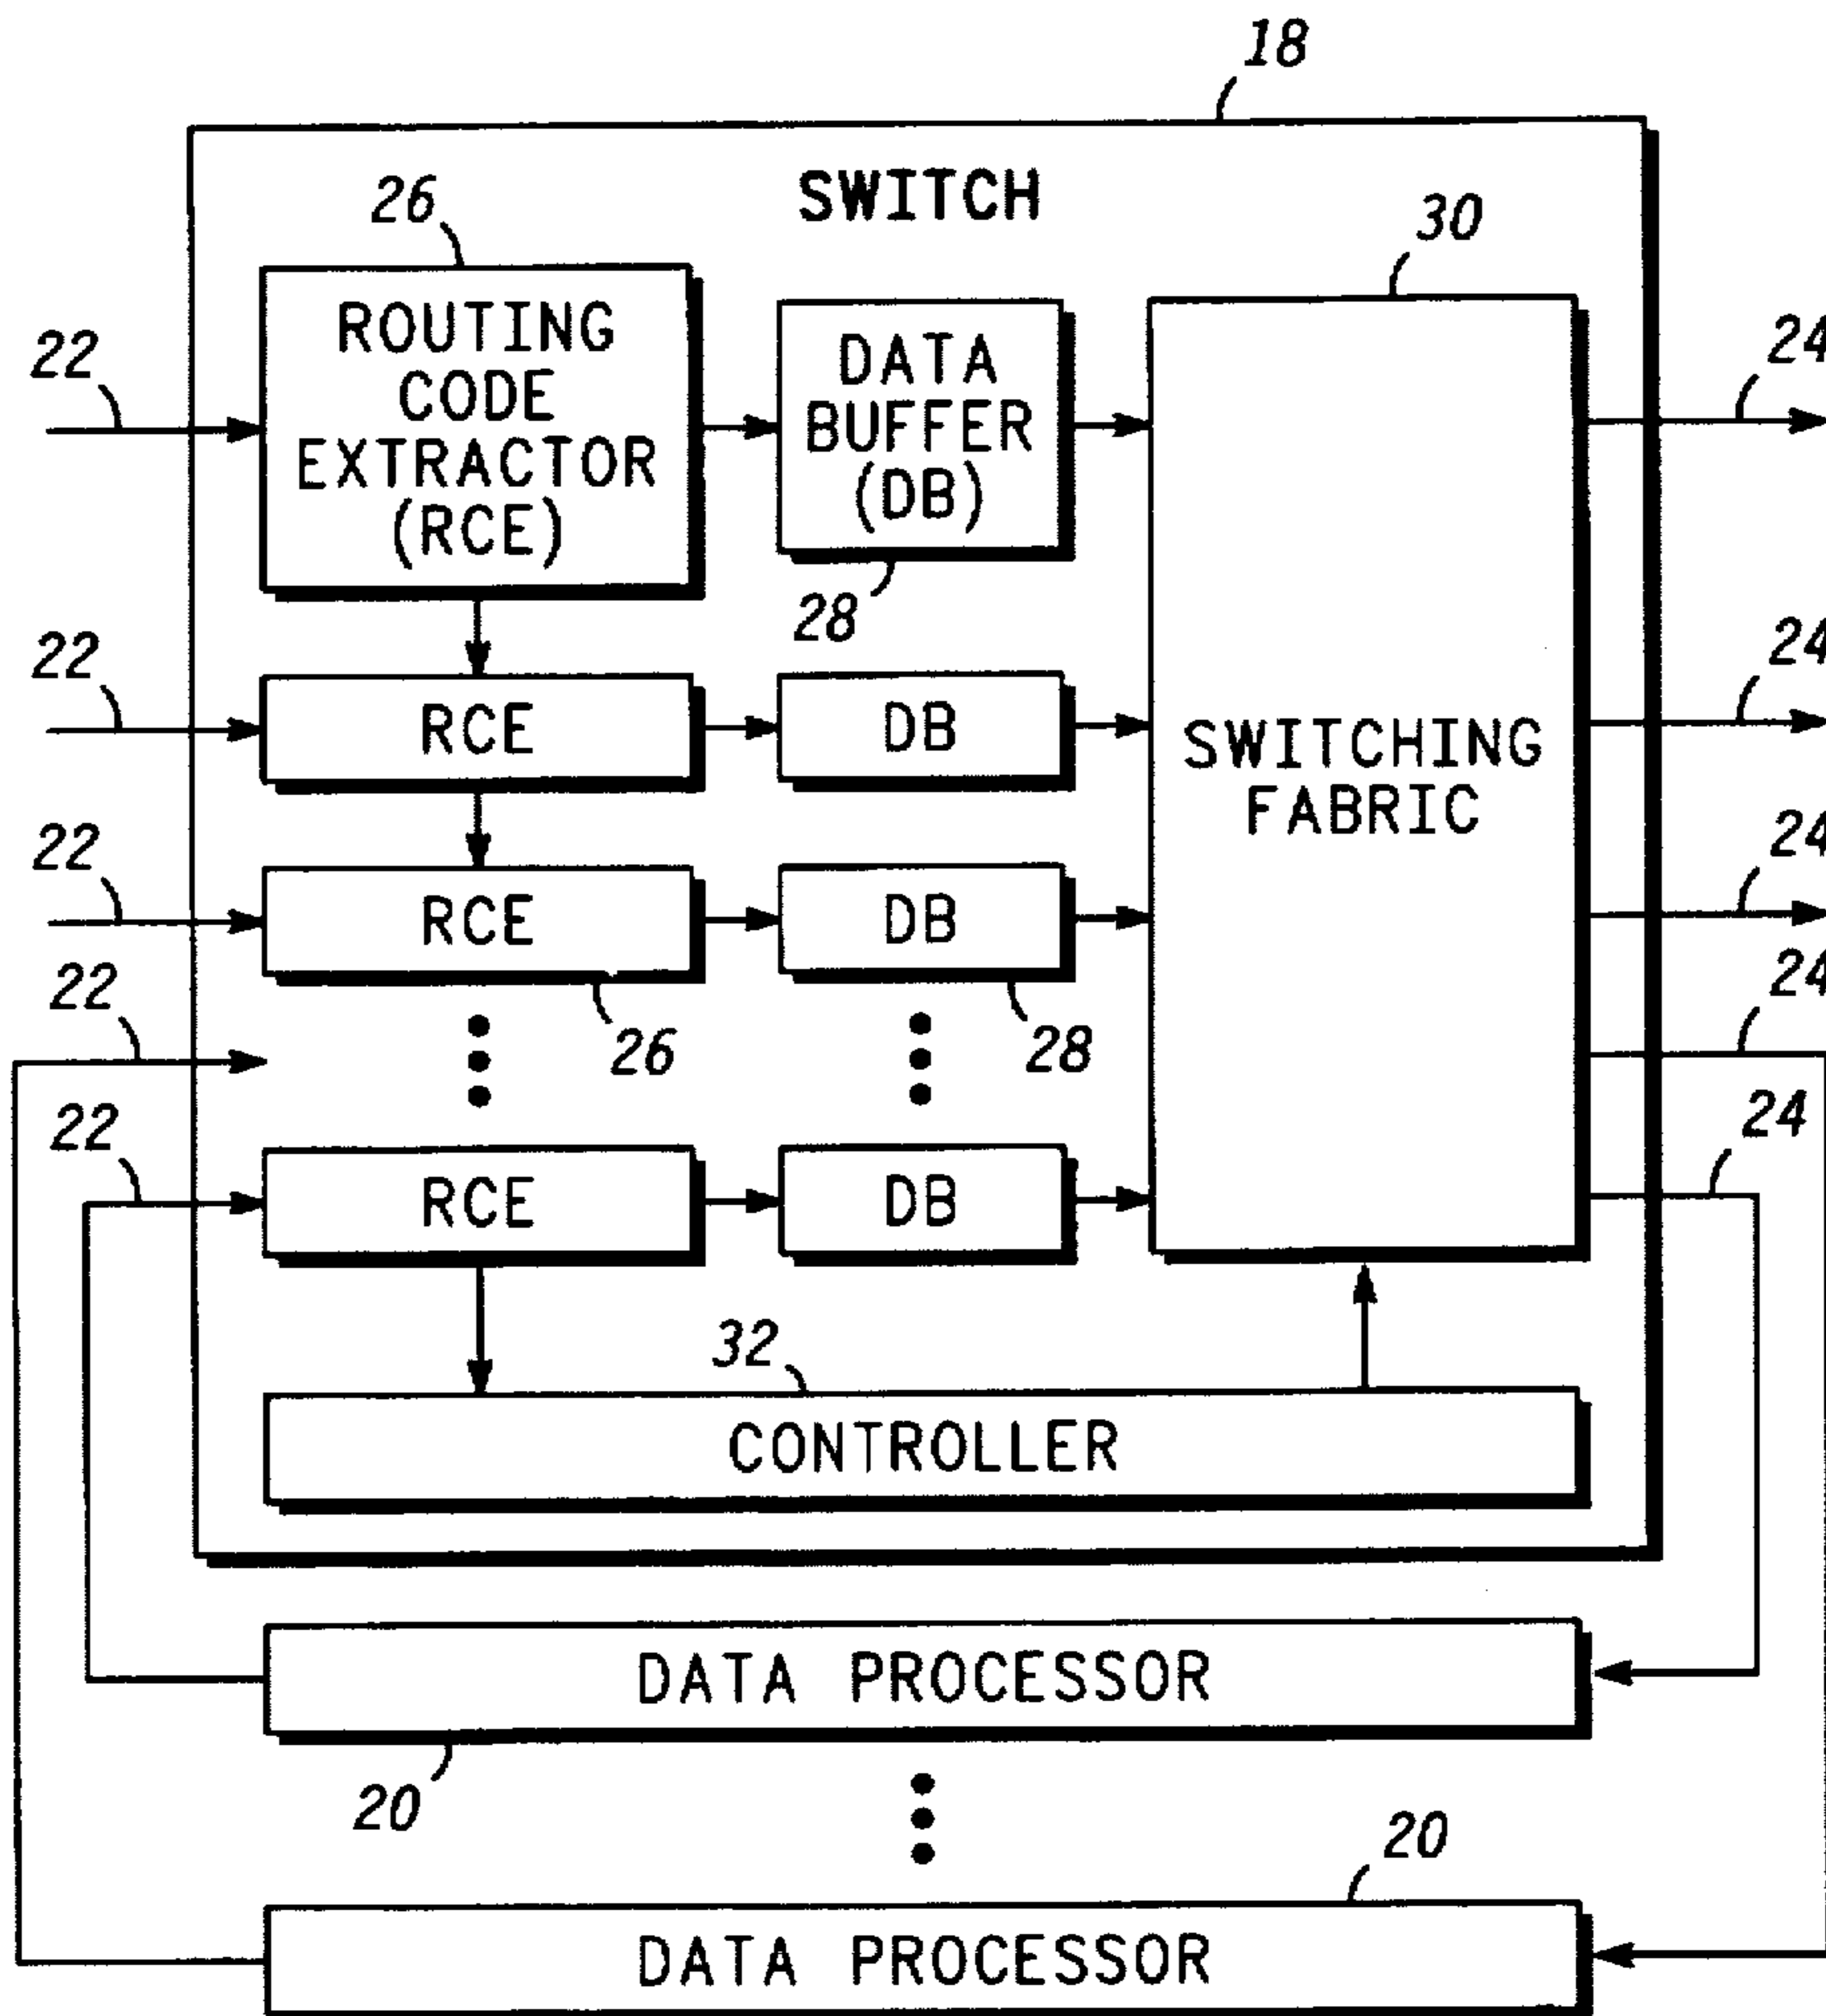 18
SWITCH
26
30
ROUTING
CODE
EXTRACTOR
(RCE)
DATA
BUFFER
(DB)
28
22
24
22
RCE
DB
SWITCHING
FABRIC
24
22
RCE
DB
24
26
28
22
24
22
RCE
DB
24
32
CONTROLLER
DATA PROCESSOR
20
20
DATA PROCESSOR